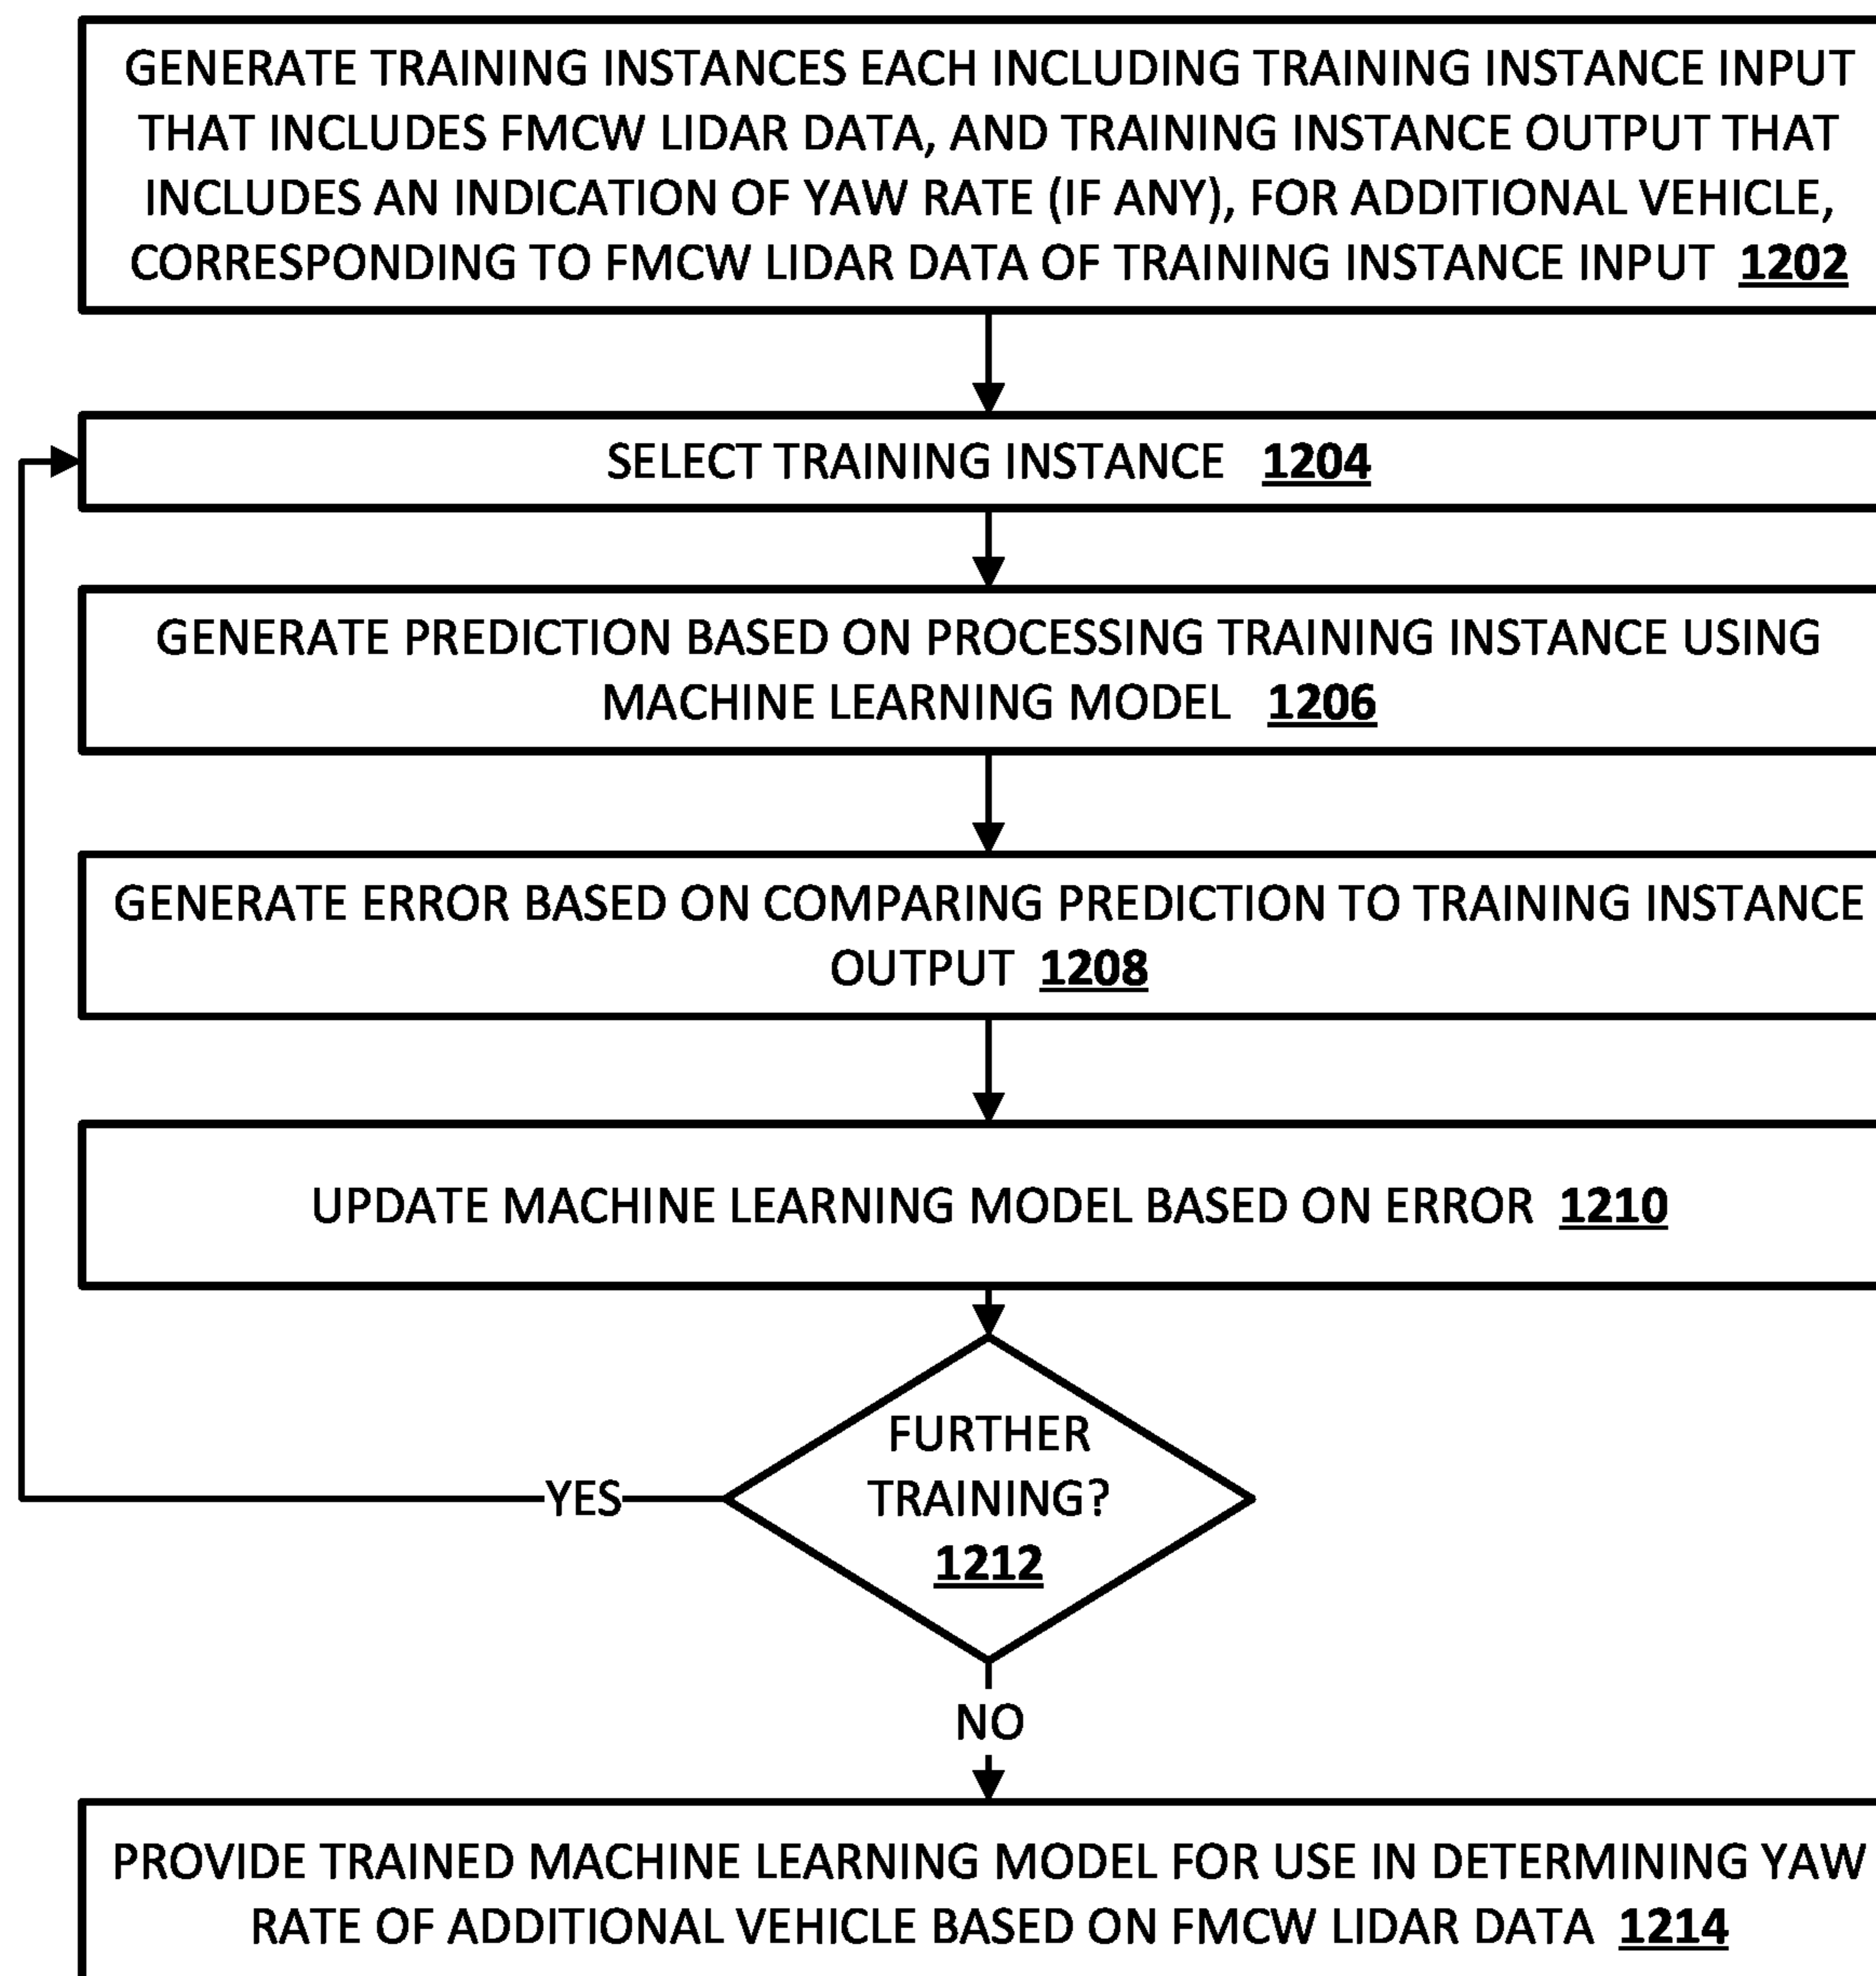 GENERATE TRAINING INSTANCES EACH INCLUDING TRAINING INSTANCE INPUT
THAT INCLUDES FMCW LIDAR DATA, AND TRAINING INSTANCE OUTPUT THAT
INCLUDES AN INDICATION OF YAW RATE (IF ANY), FOR ADDITIONAL VEHICLE,
CORRESPONDING TO FMCW LIDAR DATA OF TRAINING INSTANCE INPUT 1202
SELECT TRAINING INSTANCE 1204
GENERATE PREDICTION BASED ON PROCESSING TRAINING INSTANCE USING
MACHINE LEARNING MODEL 1206
GENERATE ERROR BASED ON COMPARING PREDICTION TO TRAINING INSTANCE
OUTPUT 1208
UPDATE MACHINE LEARNING MODEL BASED ON ERROR 1210
FURTHER
TRAINING?
1212
YES
NO
PROVIDE TRAINED MACHINE LEARNING MODEL FOR USE IN DETERMINING YAW
RATE OF ADDITIONAL VEHICLE BASED ON FMCW LIDAR DATA 1214